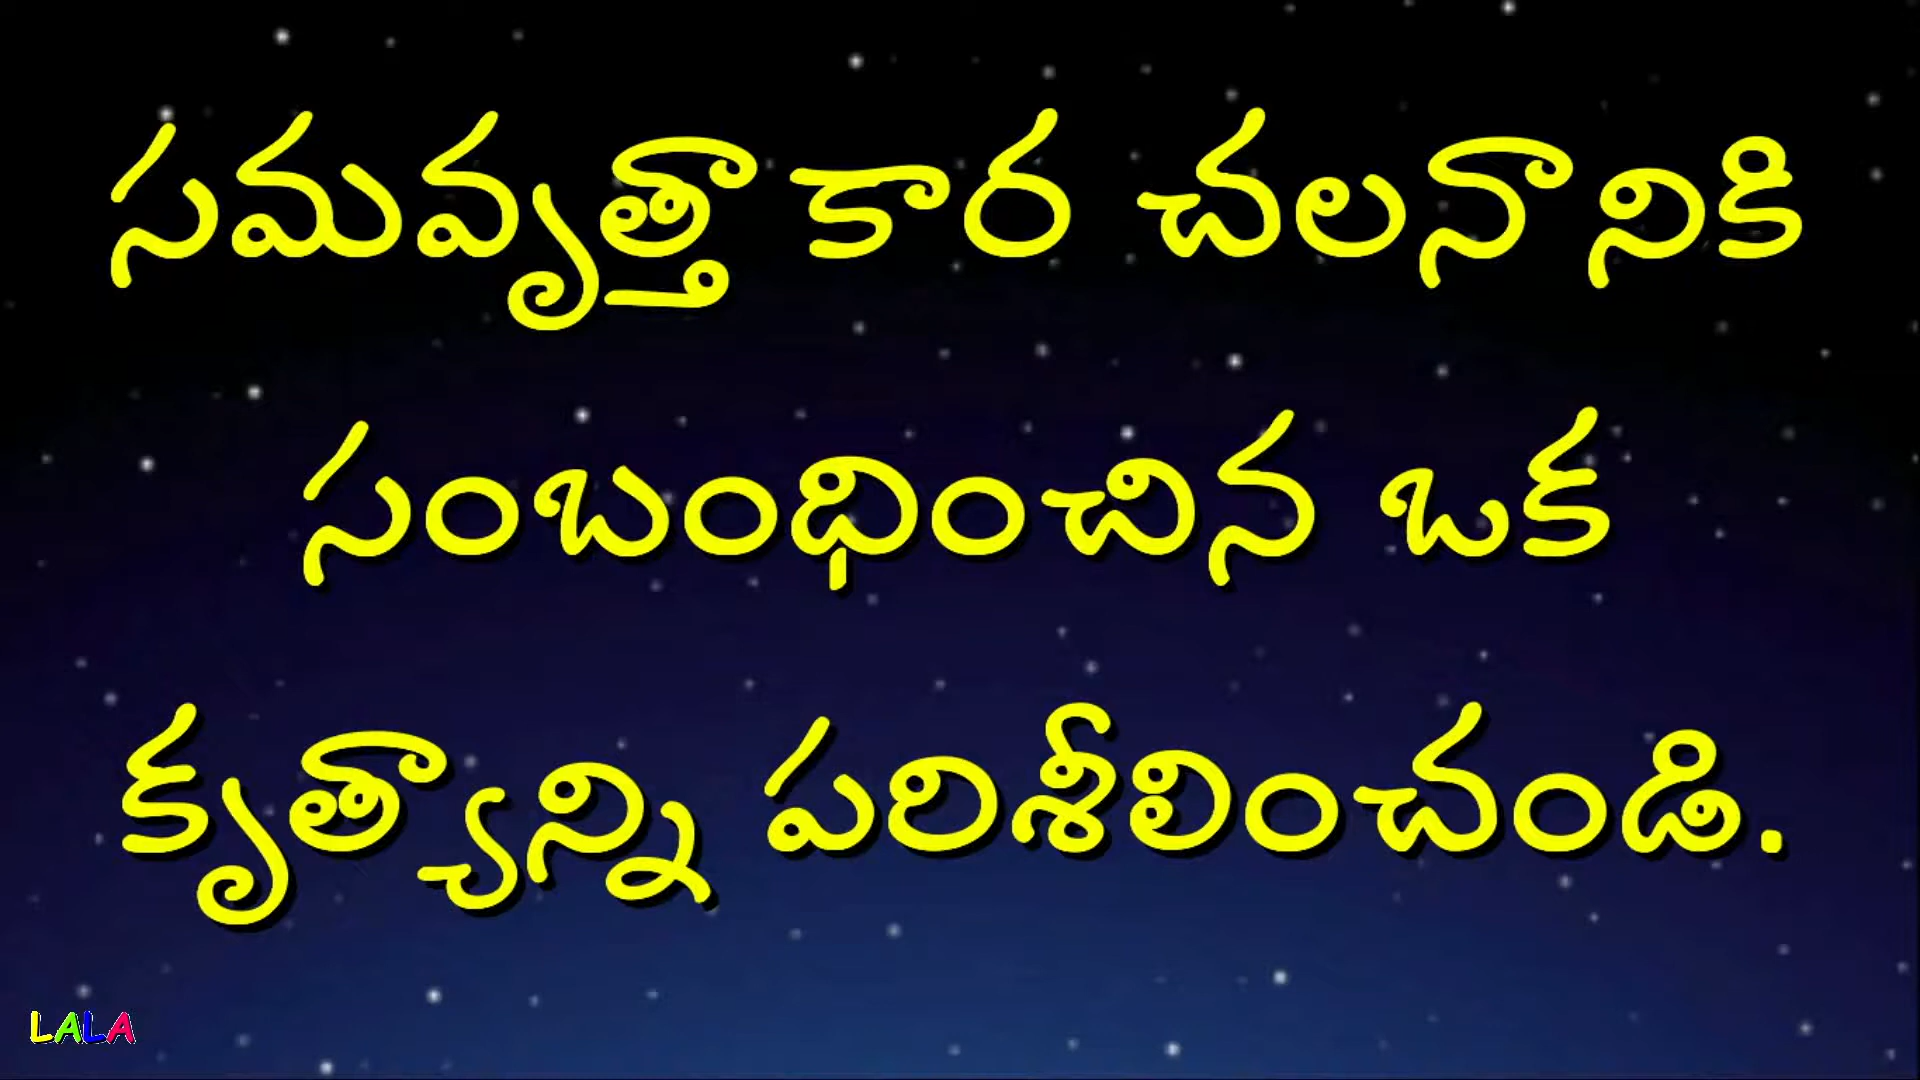 సమవృత్తాకార చలనానికి
సంబంధించిన ఒక
కృత్యాన్ని పరిశీలించండి.
LALA